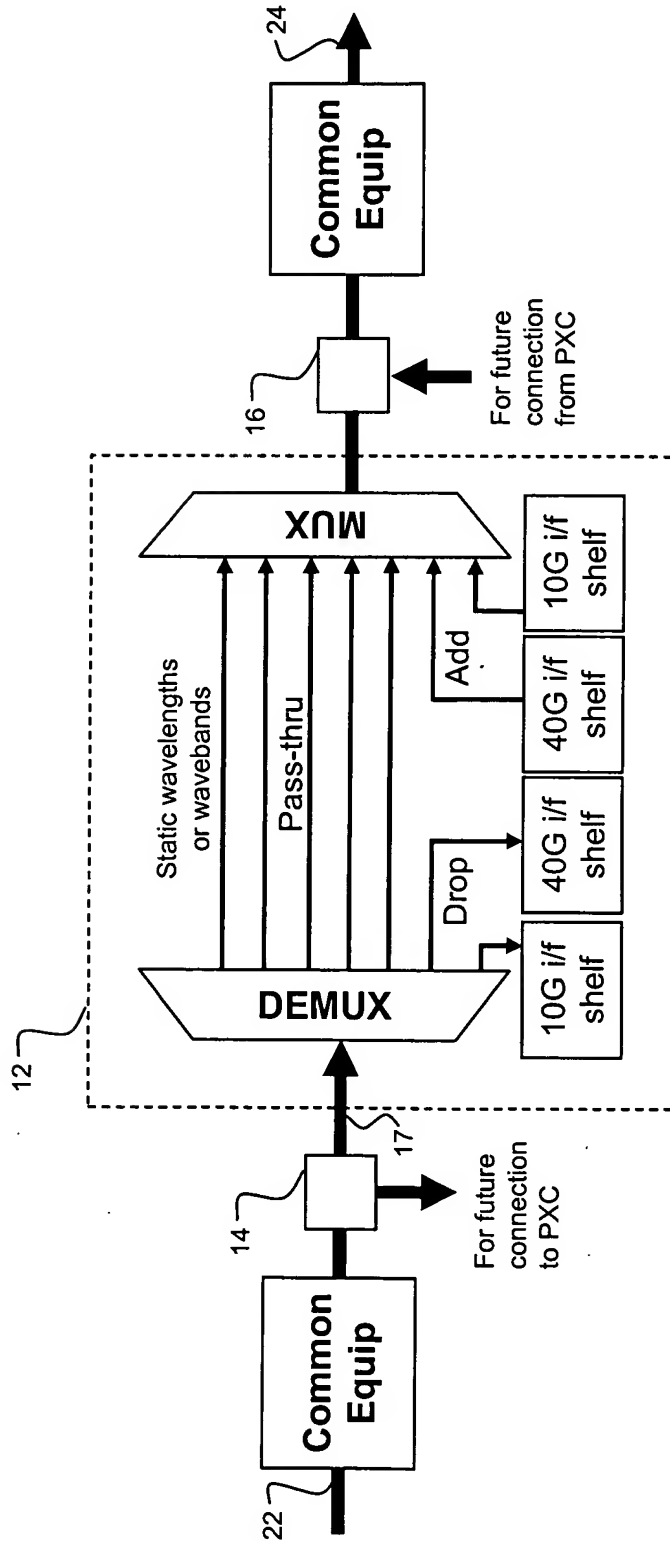 22
Common
Equip
14
For future
connection
to PXC
17
12
DEMUX
Static wavelengths
or wavebands
Pass-thru
Drop
Add
10G i/f
shelf
40G i/f
shelf
40G i/f
shelf
10G i/f
shelf
MUX
16
For future
connection
from PXC
Common
Equip
24